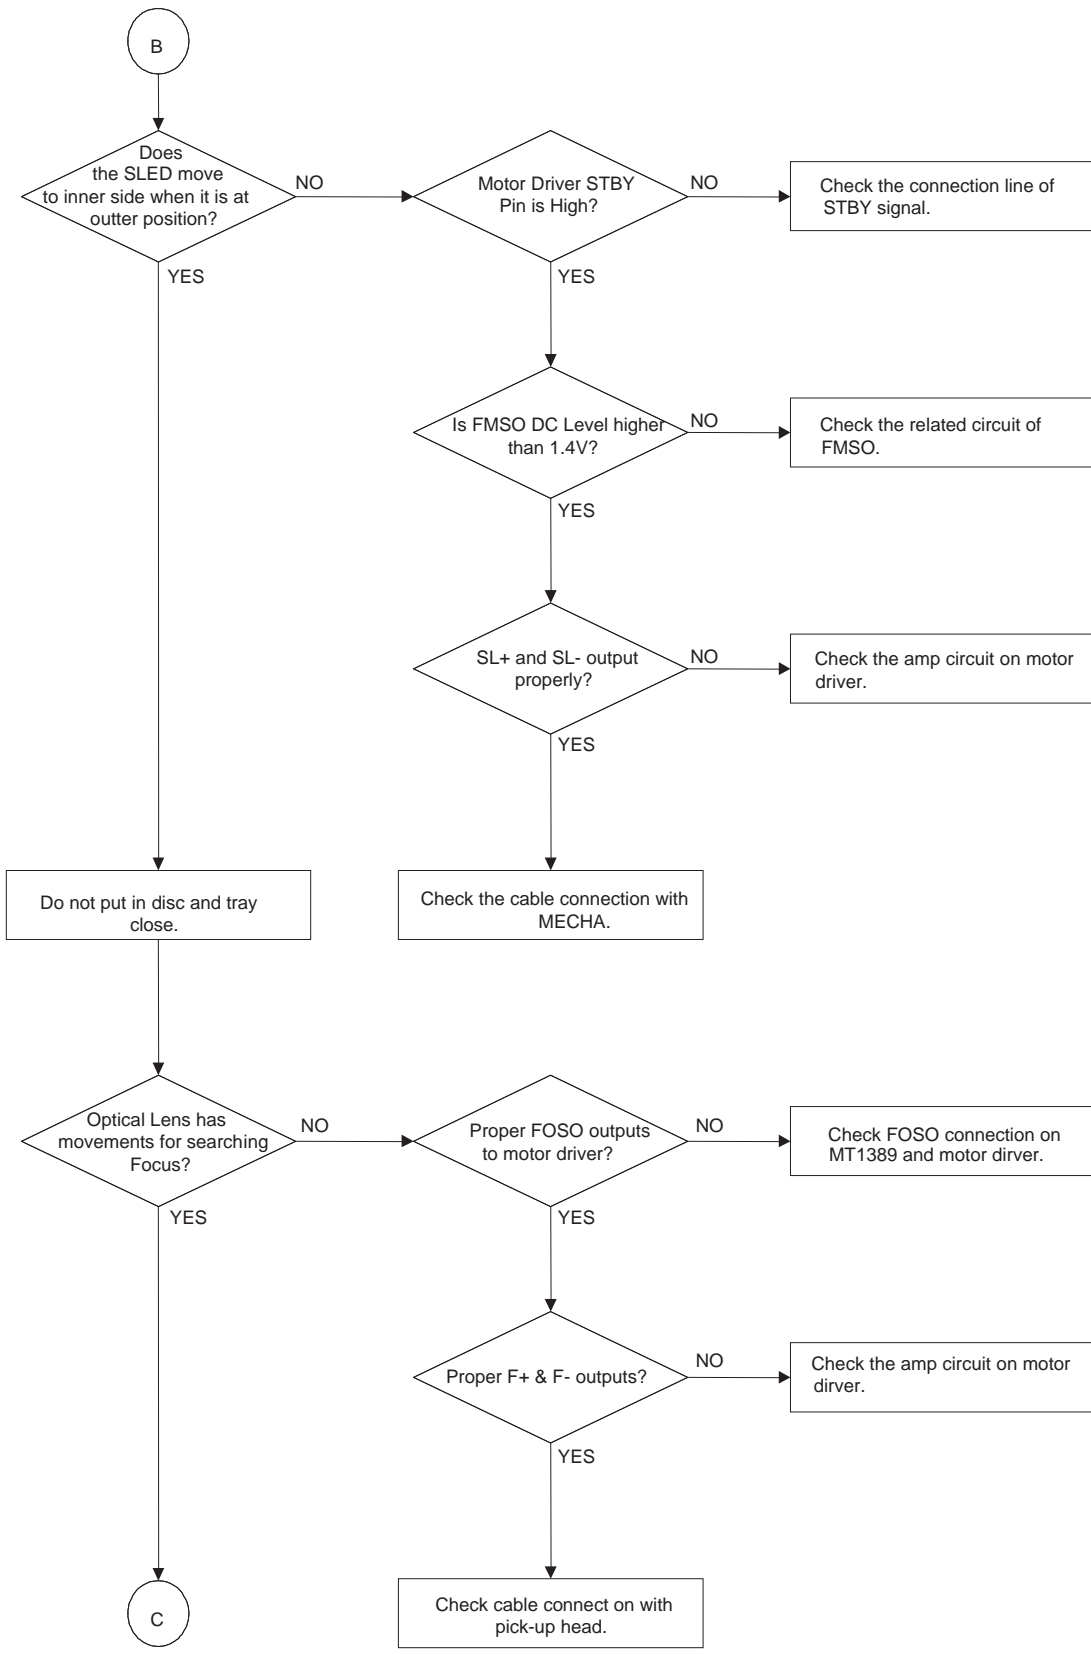 B
Does
the SLED move
to inner side when it is at
outter position?
NO
Motor Driver STBY
Pin is High?
NO
Check the connection line of
STBY signal.
YES
YES
Is FMSO DC Level higher
than 1.4V?
NO
Check the related circuit of
FMSO.
YES
SL+ and SL- output
properly?
NO
Check the amp circuit on motor
driver.
YES
Do not put in disc and tray
close.
Check the cable connection with
MECHA.
Optical Lens has
movements for searching
Focus?
NO
Proper FOSO outputs
to motor driver?
NO
Check FOSO connection on
MT1389 and motor dirver.
YES
YES
Proper F+ & F- outputs?
NO
Check the amp circuit on motor
dirver.
YES
C
Check cable connect on with
pick-up head.